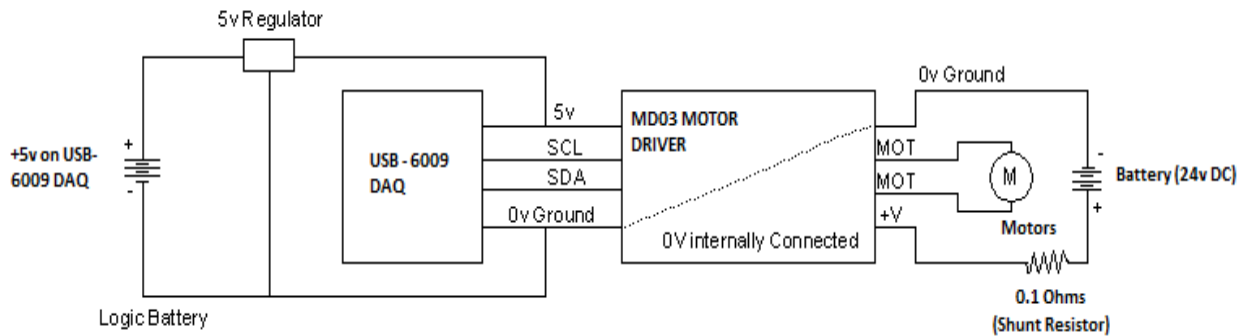 5v Regulator
+5v on USB-
6009 DAQ
+
-
Logic Battery
USB - 6009
DAQ
5v
SCL
SDA
0v Ground
MD03 MOTOR
DRIVER
0V internally Connected
0v Ground
MOT
MOT
+V
M
Motors
-
+
Battery (24v DC)
0.1 Ohms
(Shunt Resistor)